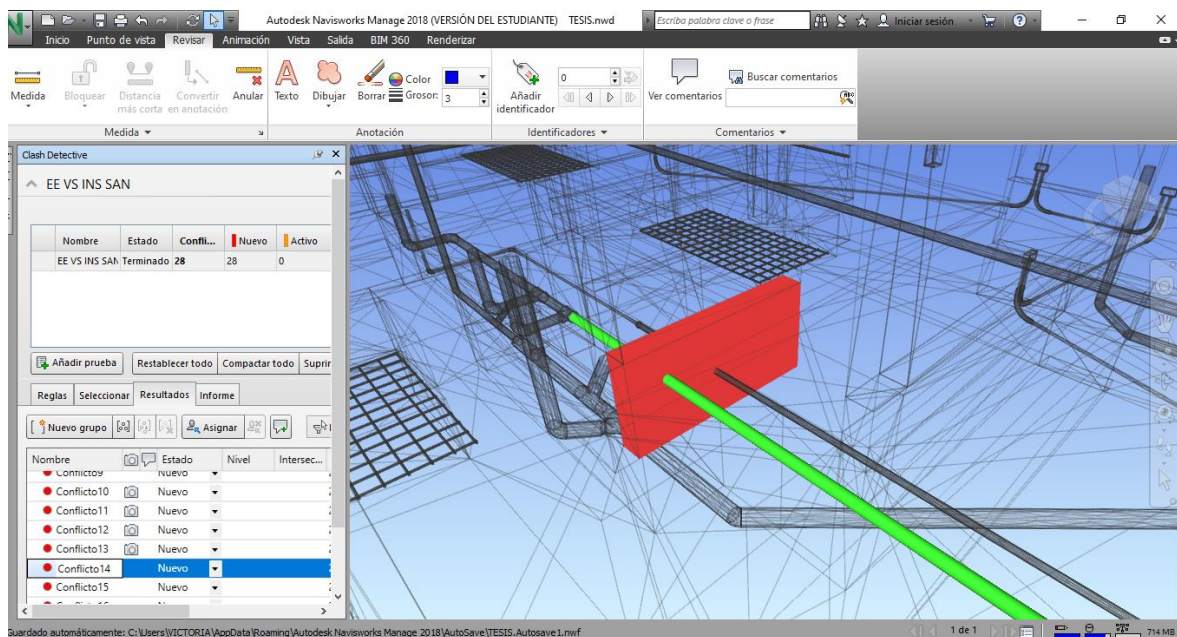 Autodesk Navisworks Manage 2018 (VERSIÓN DEL ESTUDIANTE) TESIS.nwd
Escriba palabra clave o frase
Iniciar sesión
Inicio Punto de vista Revisar Animación Vista Salida BIM 360 Renderizar
Medida Bloquear Distancia más corta Convertir en anotación Anular
Texto Dibujar Borrar Color
Grosor: 3
Añadir identificador 0
Ver comentarios Buscar comentarios
Medida Anotación Identificadores Comentarios
Clash Detective
EE VS INS SAN
Nombre Estado Confli... Nuevo Activo
EE VS INS SAN Terminado 28 28 0
Añadir prueba Restablecer todo Compactar todo Suprir
Reglas Seleccionar Resultados Informe
Nuevo grupo Asignar
Nombre Estado Nivel Intersec...
Conflicto9 Nuevo
Conflicto10 Nuevo
Conflicto11 Nuevo
Conflicto12 Nuevo
Conflicto13 Nuevo
Conflicto14 Nuevo
Conflicto15 Nuevo
Guardado automáticamente: C:\Users\VICTORIA\AppData\Roaming\Autodesk Navisworks Manage 2018\AutoSave\TESIS.Autosave1.nwf
1 de 1
714 MB